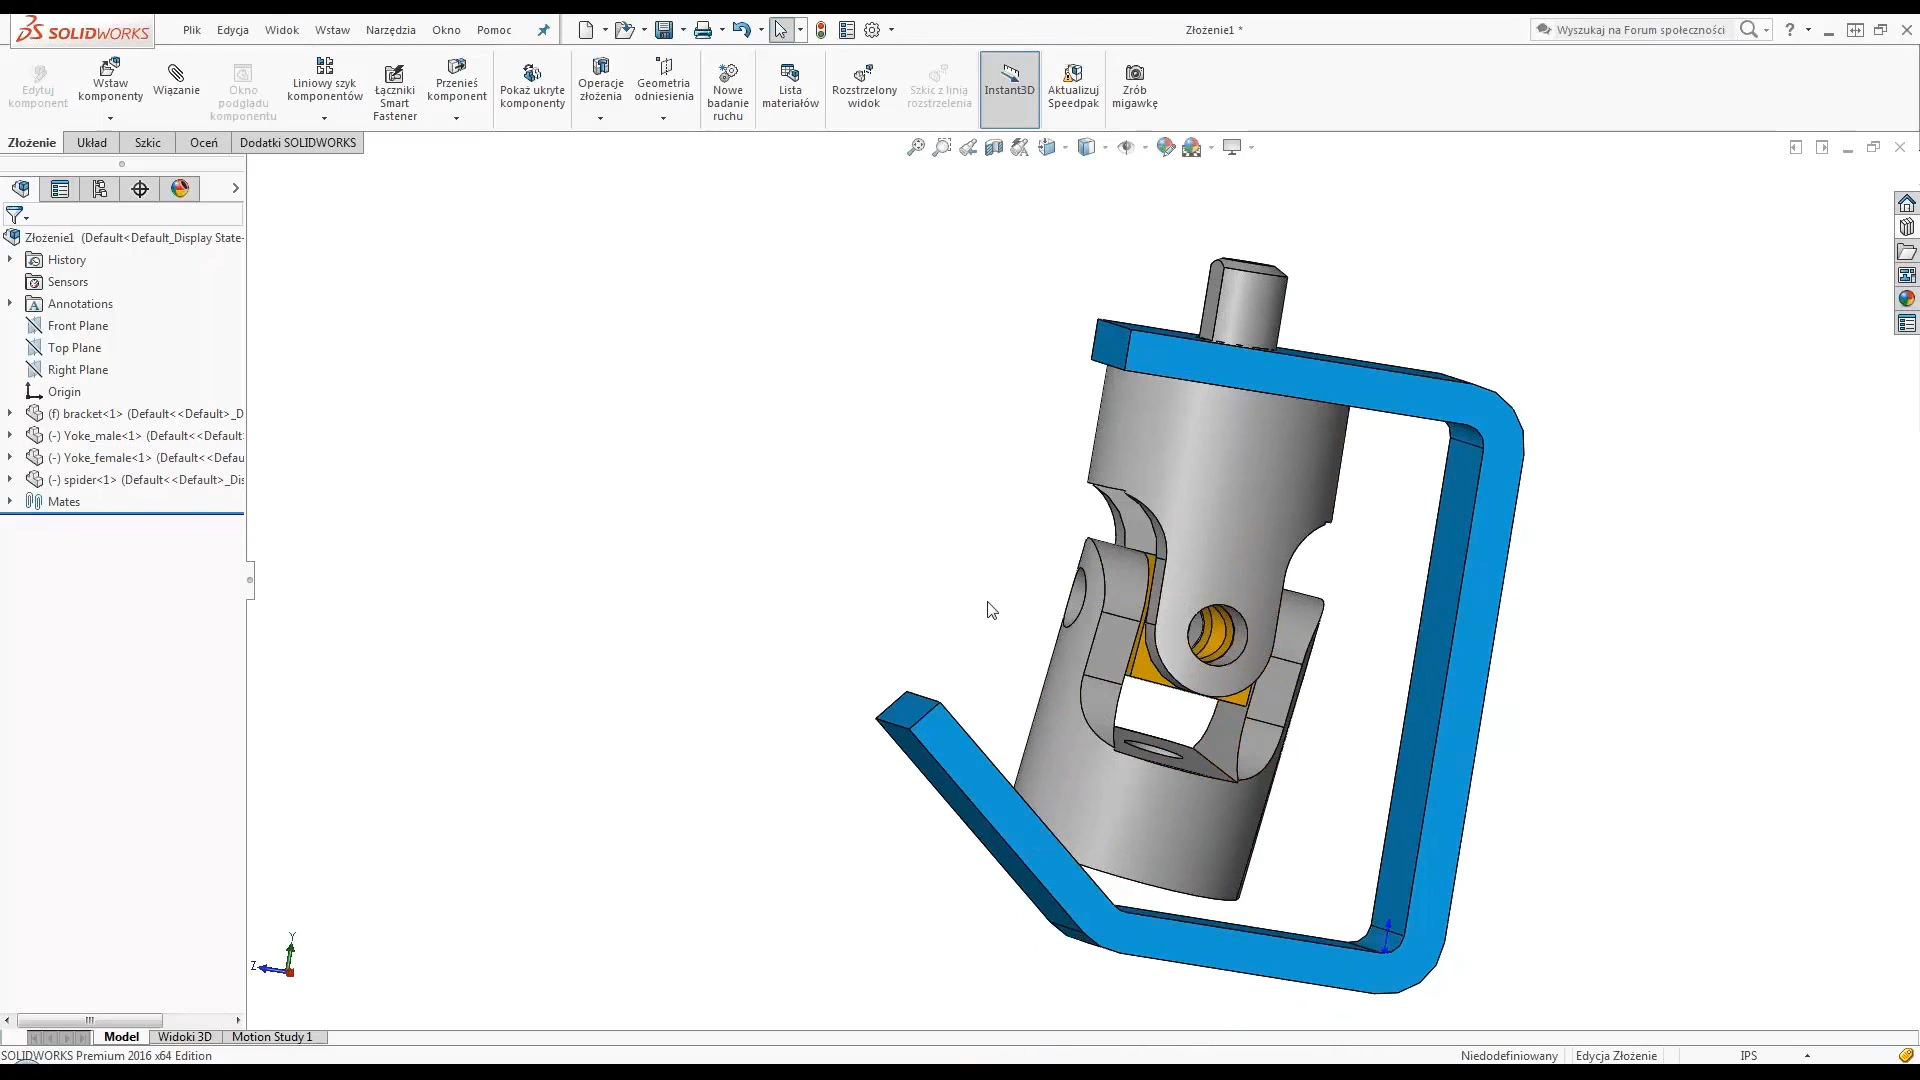 SOLIDWORKS
Plik Edycja Widok Wstaw Narzędzia Okno Pomoc
Złożenie1 *
Wyszukaj na Forum społeczności
Edytuj komponent
Wstaw komponenty
Wiązanie
Okno podglądu komponentu
Liniowy szyk komponentów
Łączniki Smart Fastener
Przenieś komponent
Pokaż ukryte komponenty
Operacje złożenia
Geometria odniesienia
Nowe badanie ruchu
Lista materiałów
Rozstrzelony widok
Szkic z linią rozstrzelenia
Instant3D
Aktualizuj Speedpak
Zrób migawkę
Złożenie Układ Szkic Oceń Dodatki SOLIDWORKS
Złożenie1 (Default<Default_Display State-
History
Sensors
Annotations
Front Plane
Top Plane
Right Plane
Origin
(f) bracket<1> (Default<<Default>_D
(-) Yoke_male<1> (Default<<Default
(-) Yoke_female<1> (Default<<Defau
(-) spider<1> (Default<<Default>_Dis
Mates
Y
Z
Model Widoki 3D Motion Study 1
SOLIDWORKS Premium 2016 x64 Edition
Niedodefiniowany Edycja Złożenie IPS